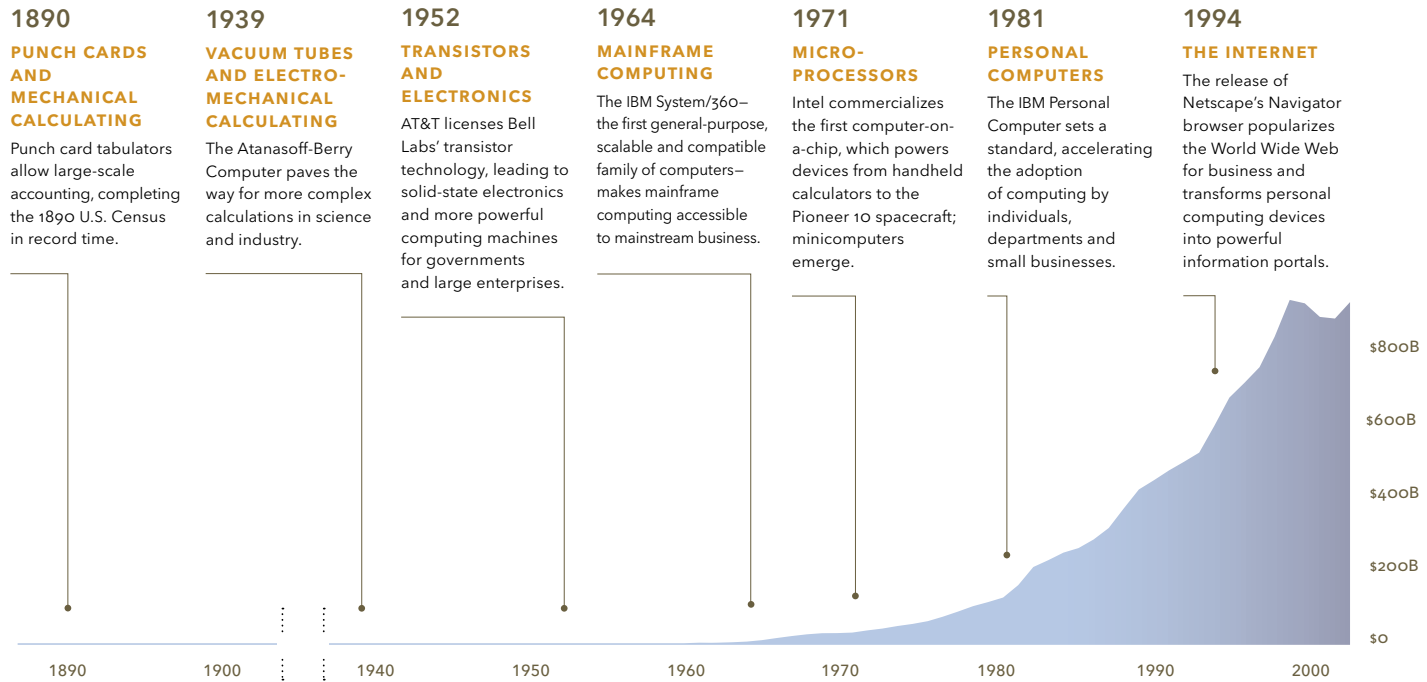 1890
PUNCH CARDS
AND
MECHANICAL
CALCULATING
Punch card tabulators
allow large-scale
accounting, completing
the 1890 U.S. Census
in record time.
1939
VACUUM TUBES
AND ELECTRO-
MECHANICAL
CALCULATING
The Atanasoff-Berry
Computer paves the
way for more complex
calculations in science
and industry.
1952
TRANSISTORS
AND
ELECTRONICS
AT&T licenses Bell
Labs’ transistor
technology, leading to
solid-state electronics
and more powerful
computing machines
for governments
and large enterprises.
1964
MAINFRAME
COMPUTING
The IBM System/360—
the first general-purpose,
scalable and compatible
family of computers—
makes mainframe
computing accessible
to mainstream business.
1971
MICRO-
PROCESSORS
Intel commercializes
the first computer-on-
a-chip, which powers
devices from handheld
calculators to the
Pioneer 10 spacecraft;
minicomputers
emerge.
1981
PERSONAL
COMPUTERS
The IBM Personal
Computer sets a
standard, accelerating
the adoption
of computing by
individuals,
departments and
small businesses.
1994
THE INTERNET
The release of
Netscape’s Navigator
browser popularizes
the World Wide Web
for business and
transforms personal
computing devices
into powerful
information portals.
$800B
$600B
$400B
$200B
$0
1890 1900 1940 1950 1960 1970 1980 1990 2000